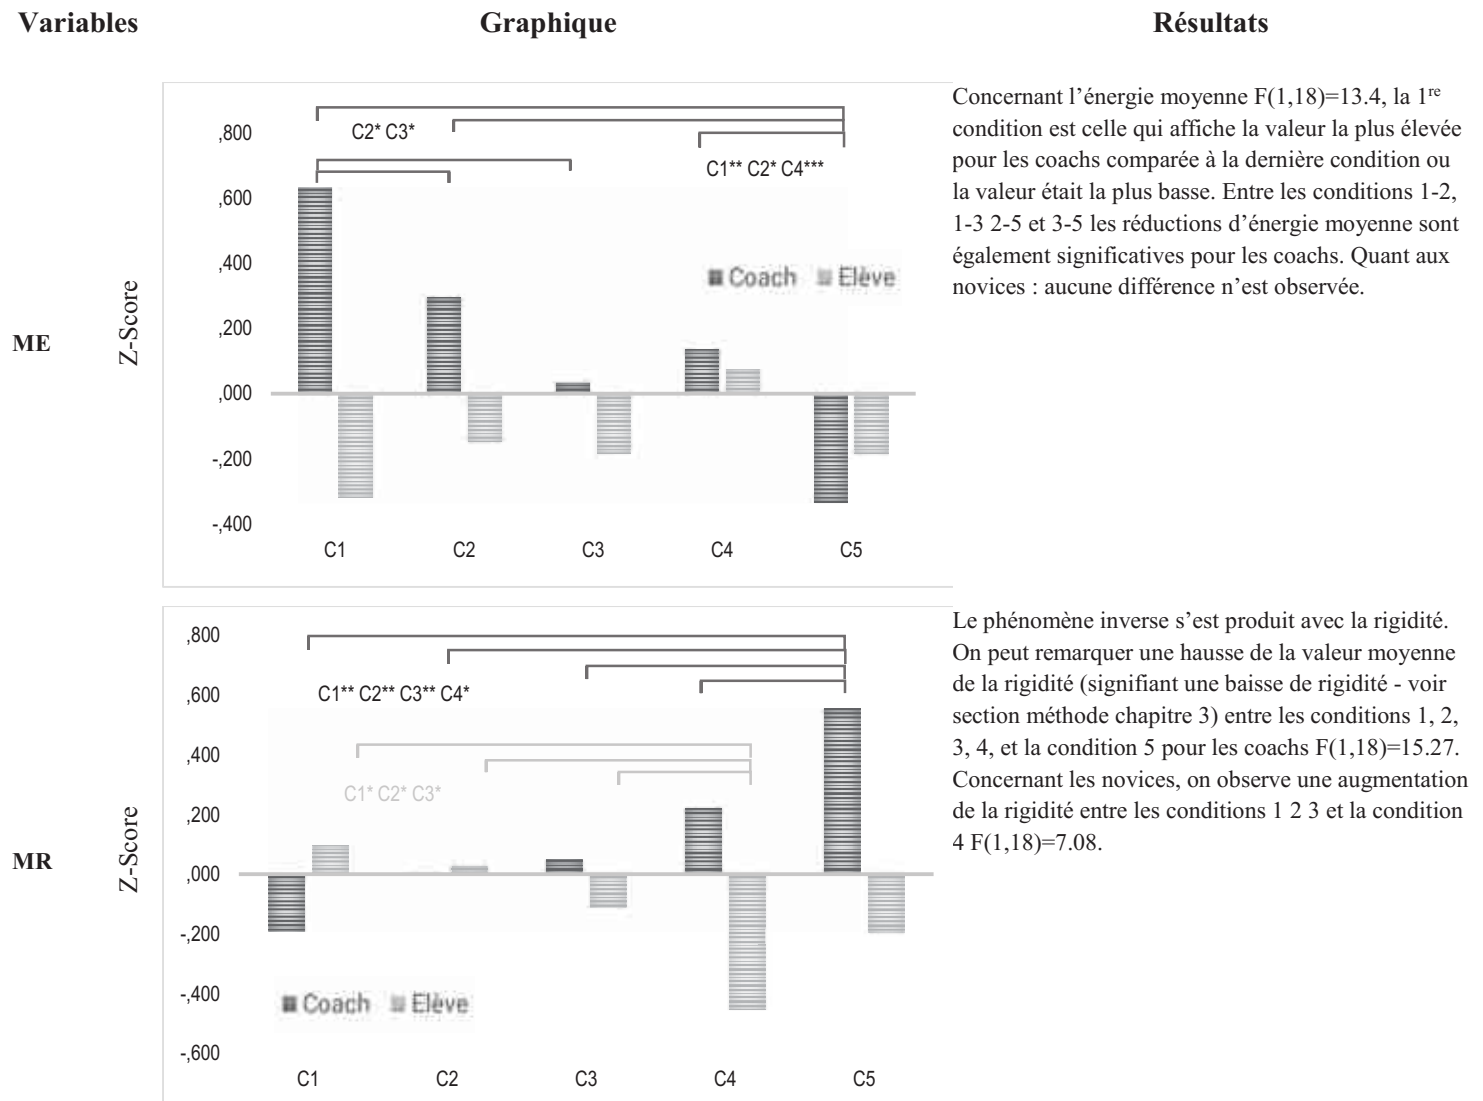 Variables Graphique Résultats
ME
Z-Score
,800
,600
,400
,200
,000
-,200
-,400
C2* C3*
C1** C2* C4***
Coach Elève
C1 C2 C3 C4 C5
Concernant l’énergie moyenne F(1,18)=13.4, la 1re
condition est celle qui affiche la valeur la plus élevée
pour les coachs comparée à la dernière condition ou
la valeur était la plus basse. Entre les conditions 1-2,
1-3 2-5 et 3-5 les réductions d’énergie moyenne sont
également significatives pour les coachs. Quant aux
novices : aucune différence n’est observée.
MR
Z-Score
,800
,600
,400
,200
,000
-,200
-,400
-,600
C1** C2** C3** C4*
C1* C2* C3*
Coach Elève
C1 C2 C3 C4 C5
Le phénomène inverse s’est produit avec la rigidité.
On peut remarquer une hausse de la valeur moyenne
de la rigidité (signifiant une baisse de rigidité - voir
section méthode chapitre 3) entre les conditions 1, 2,
3, 4, et la condition 5 pour les coachs F(1,18)=15.27.
Concernant les novices, on observe une augmentation
de la rigidité entre les conditions 1 2 3 et la condition
4 F(1,18)=7.08.